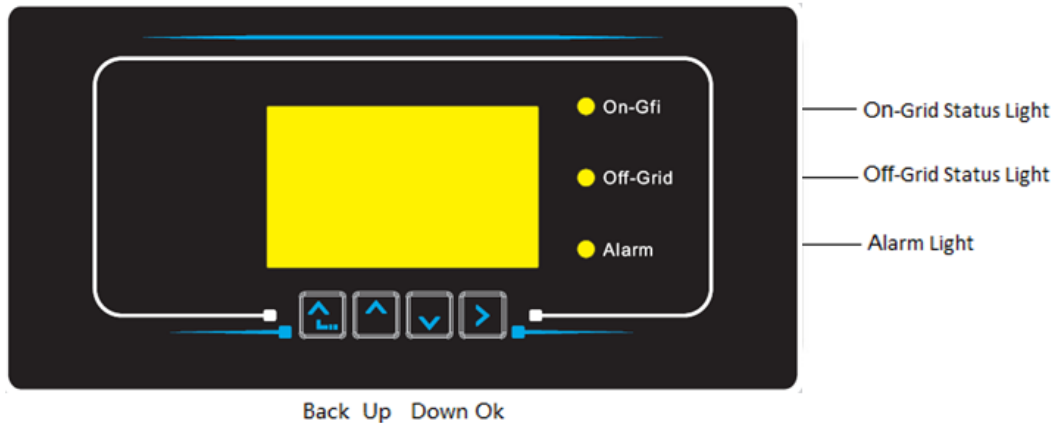 On-Gfi
On-Grid Status Light
Off-Grid
Off-Grid Status Light
Alarm
Alarm Light
Back Up Down Ok